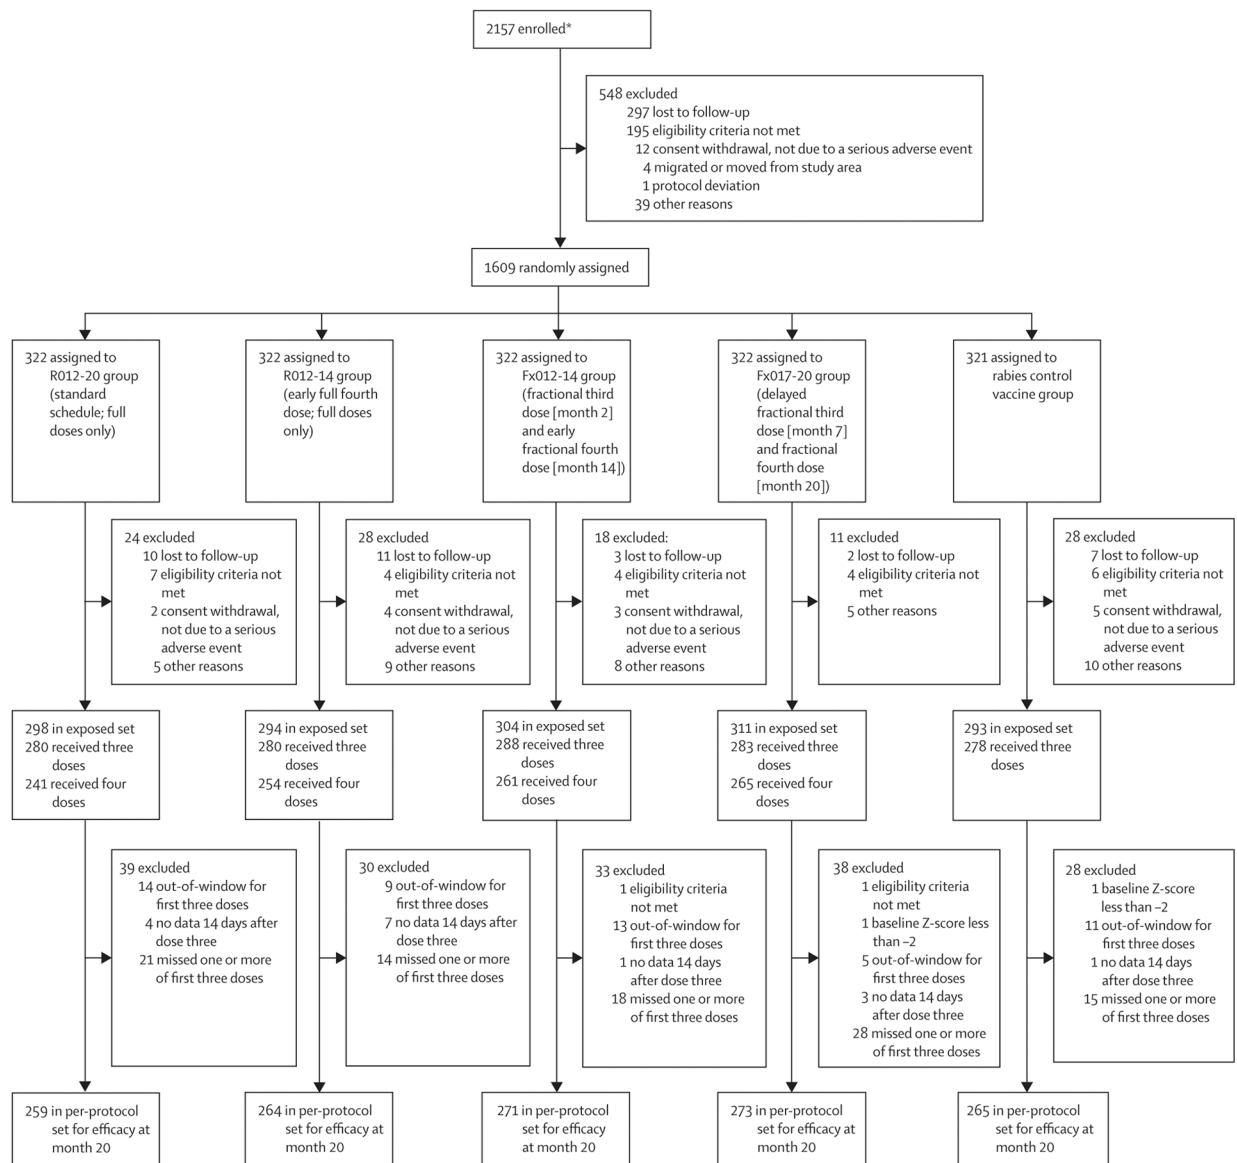 2157 enrolled*
548 excluded
297 lost to follow-up
195 eligibility criteria not met
12 consent withdrawal, not due to a serious adverse event
4 migrated or moved from study area
1 protocol deviation
39 other reasons
1609 randomly assigned
322 assigned to
R012-20 group
(standard
schedule; full
doses only)
322 assigned to
R012-14 group
(early full fourth
dose; full doses
only)
322 assigned to
Fx012-14 group
(fractional third
dose [month 2]
and early
fractional fourth
dose [month 14])
322 assigned to
Fx017-20 group
(delayed
fractional third
dose [month 7]
and fractional
fourth dose
[month 20])
321 assigned to
rabies control
vaccine group
24 excluded
10 lost to follow-up
7 eligibility criteria not
met
2 consent withdrawal,
not due to a serious
adverse event
5 other reasons
28 excluded
11 lost to follow-up
4 eligibility criteria not
met
4 consent withdrawal,
not due to a serious
adverse event
9 other reasons
18 excluded:
3 lost to follow-up
4 eligibility criteria not
met
3 consent withdrawal,
not due to a serious
adverse event
8 other reasons
11 excluded
2 lost to follow-up
4 eligibility criteria not
met
5 other reasons
28 excluded
7 lost to follow-up
6 eligibility criteria not
met
5 consent withdrawal,
not due to a serious
adverse event
10 other reasons
298 in exposed set
280 received three
doses
241 received four
doses
294 in exposed set
280 received three
doses
254 received four
doses
304 in exposed set
288 received three
doses
261 received four
doses
311 in exposed set
283 received three
doses
265 received four
doses
293 in exposed set
278 received three
doses
39 excluded
14 out-of-window for
first three doses
4 no data 14 days after
dose three
21 missed one or more
of first three doses
30 excluded
9 out-of-window for
first three doses
7 no data 14 days after
dose three
14 missed one or more
of first three doses
33 excluded
1 eligibility criteria
not met
13 out-of-window for
first three doses
1 no data 14 days
after dose three
18 missed one or more
of first three doses
38 excluded
1 eligibility criteria
not met
1 baseline Z-score less
than –2
5 out-of-window for
first three doses
3 no data 14 days
after dose three
28 missed one or more
of first three doses
28 excluded
1 baseline Z-score
less than –2
11 out-of-window for
first three doses
1 no data 14 days
after dose three
15 missed one or more
of first three doses
259 in per-protocol
set for efficacy at
month 20
264 in per-protocol
set for efficacy at
month 20
271 in per-protocol
set for efficacy
at month 20
273 in per-protocol
set for efficacy at
month 20
265 in per-protocol
set for efficacy at
month 20